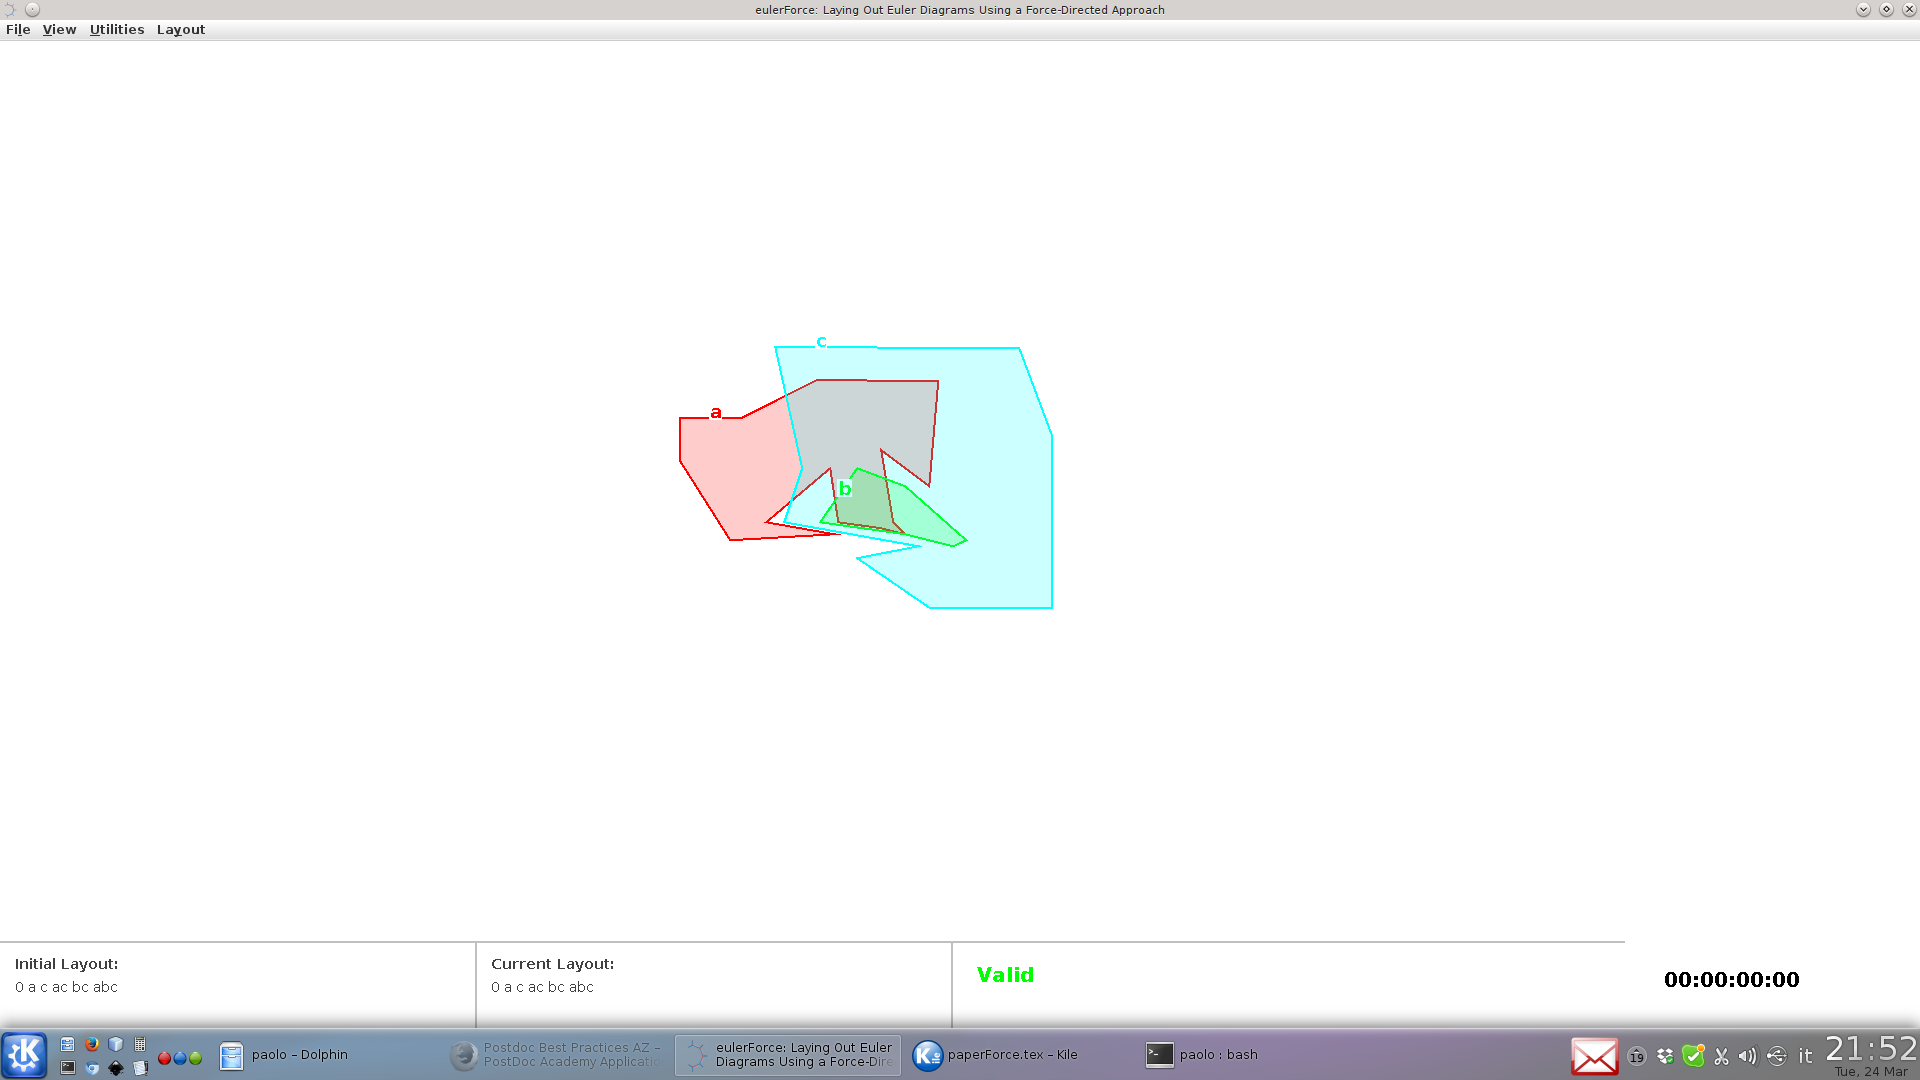 eulerForce: Laying Out Euler Diagrams Using a Force-Directed Approach
File View Utilities Layout
c
a
b
Initial Layout:
0 a c ac bc abc
Current Layout:
0 a c ac bc abc
Valid
00:00:00:00
paolo – Dolphin
Postdoc Best Practices AZ –
PostDoc Academy Applicatio
eulerForce: Laying Out Euler
Diagrams Using a Force-Dire
paperForce.tex – Kile
paolo : bash
19
it
21:52
Tue, 24 Mar